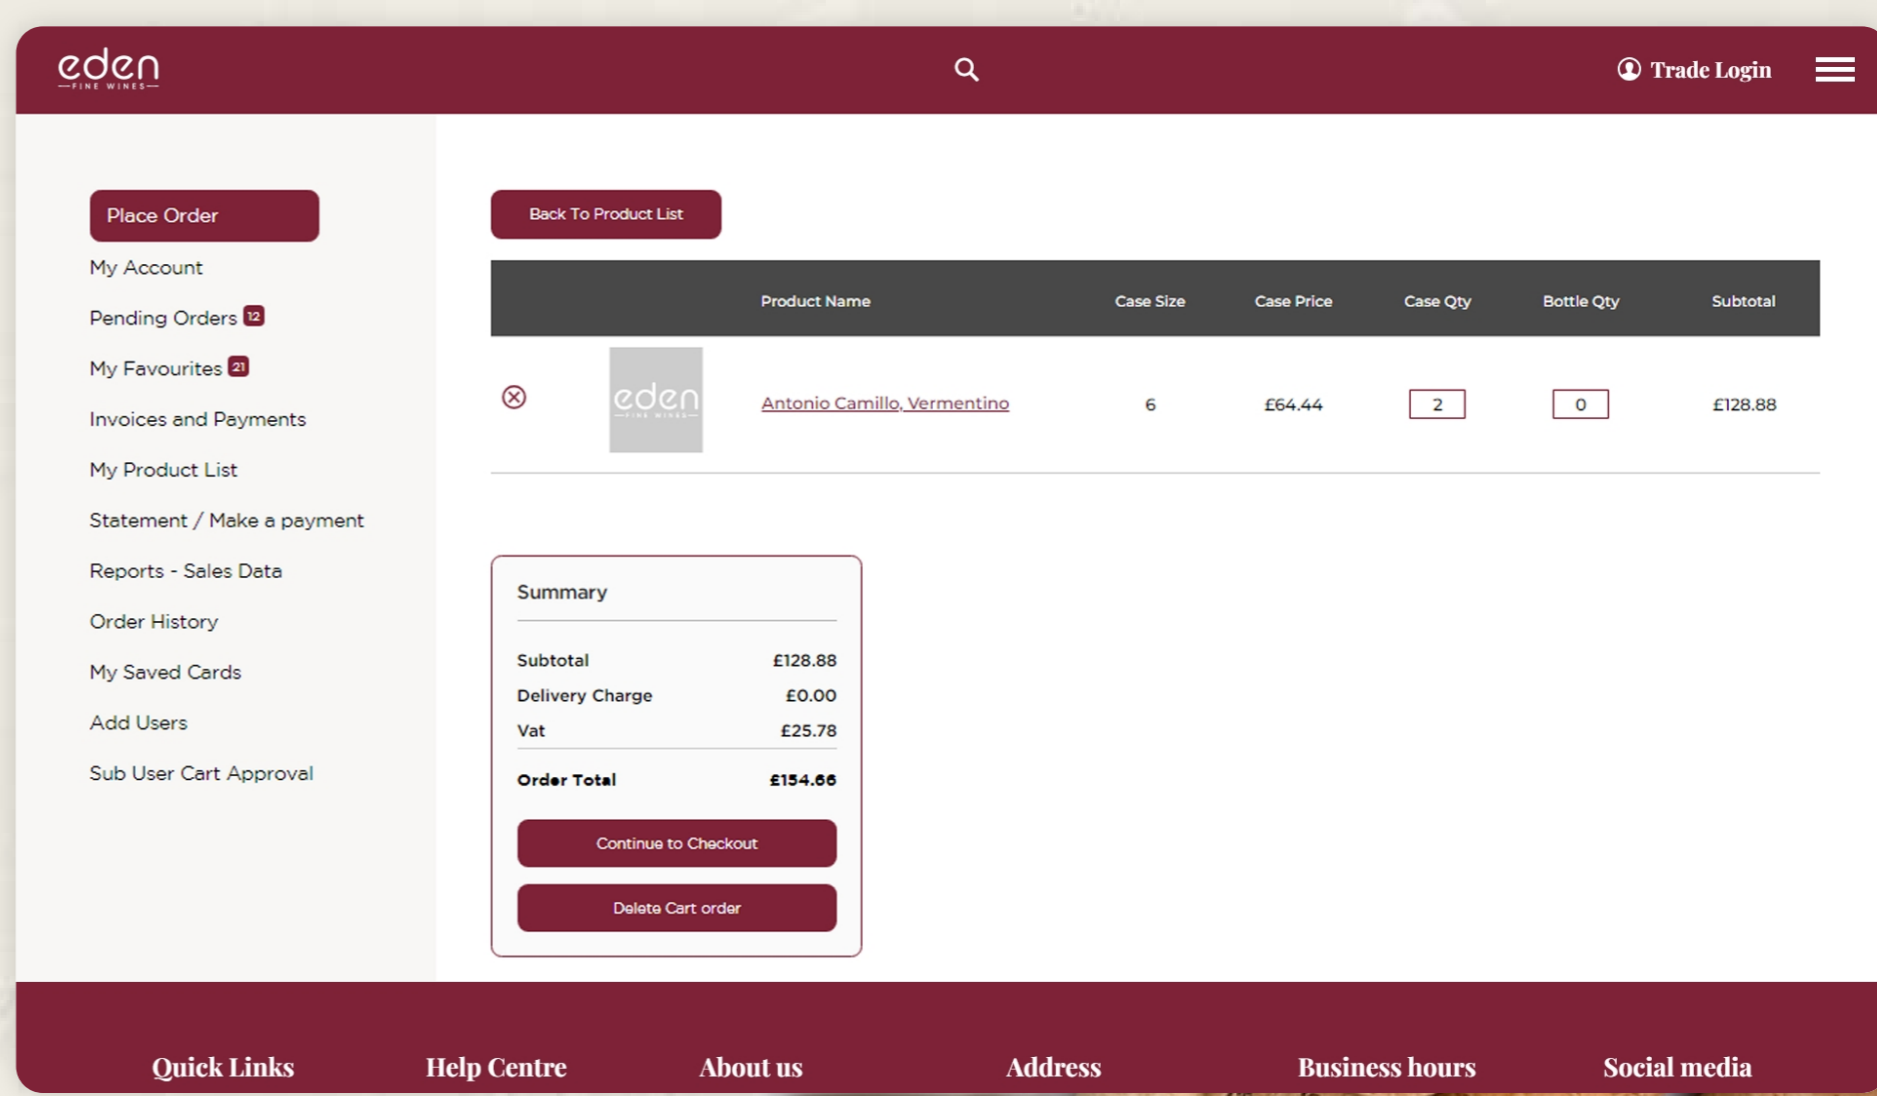 eden
FINE WINES
Trade Login
Place Order
My Account
Pending Orders 12
My Favourites 21
Invoices and Payments
My Product List
Statement / Make a payment
Reports - Sales Data
Order History
My Saved Cards
Add Users
Sub User Cart Approval
Back To Product List
Product Name Case Size Case Price Case Qty Bottle Qty Subtotal
eden
FINE WINES
Antonio Camillo, Vermentino 6 £64.44 2 0 £128.88
Summary
Subtotal £128.88
Delivery Charge £0.00
Vat £25.78
Order Total £154.66
Continue to Checkout
Delete Cart order
Quick Links Help Centre About us Address Business hours Social media